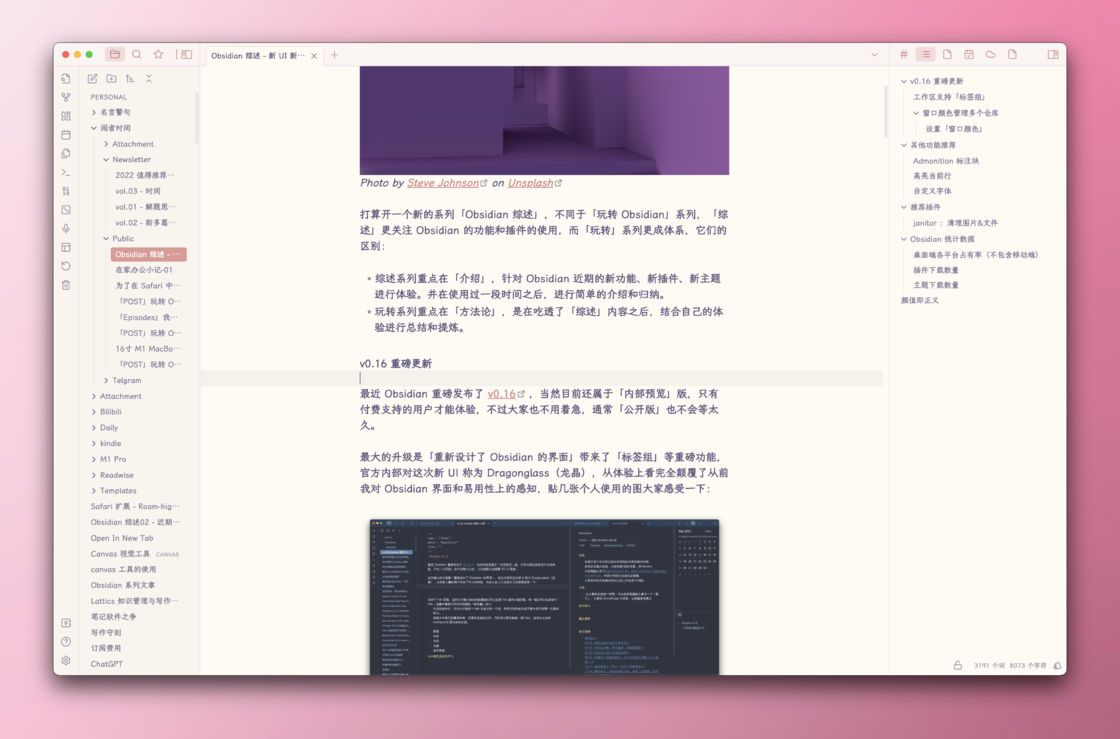 Obsidian 综述 - 新 UI 新…
PERSONAL
名言警句
闲者时间
Attachment
Newsletter
2022 值得推荐…
vol.03 - 时间
vol.01 - 解题思…
vol.02 - 斯多葛…
Public
Obsidian 综述 - …
在家办公小记-01
为了在 Safari 中…
「POST」玩转 O…
「Episodes」我…
「POST」玩转 O…
16寸 M1 MacBo…
「POST」玩转 O…
Telgram
Attachment
Bilibili
Daily
kindle
M1 Pro
Readwise
Templates
Safari 扩展 - Roam-hig…
Obsidian 综述02 - 近期…
Open In New Tab
Canvas 视觉工具 CANVAS
canvas 工具的使用
Obsidian 系列文章
Lattics 知识管理与写作…
笔记软件之争
写作守则
订阅费用
ChatGPT
Photo by Steve Johnson on Unsplash
打算开一个新的系列「Obsidian 综述」，不同于「玩转 Obsidian」系列，「综
述」更关注 Obsidian 的功能和插件的使用，而「玩转」系列更成体系，它们的
区别：
• 综述系列重点在「介绍」，针对 Obsidian 近期的新功能、新插件、新主题
进行体验。并在使用过一段时间之后，进行简单的介绍和归纳。
• 玩转系列重点在「方法论」，是在吃透了「综述」内容之后，结合自己的体
验进行总结和提炼。
v0.16 重磅更新
最近 Obsidian 重磅发布了 v0.16，当然目前还属于「内部预览」版，只有
付费支持的用户才能体验，不过大家也不用着急，通常「公开版」也不会等太
久。
最大的升级是「重新设计了 Obsidian 的界面」带来了「标签组」等重磅功能，
官方内部对这次新 UI 称为 Dragonglass（龙晶），从体验上看完全颠覆了从前
我对 Obsidian 界面和易用性上的感知，贴几张个人使用的图大家感受一下：
v0.16 重磅更新
工作区支持「标签组」
窗口颜色管理多个仓库
设置「窗口颜色」
其他功能推荐
Admonition 标注块
高亮当前行
自定义字体
推荐插件
janitor ：清理图片&文件
Obsidian 统计数据
桌面端各平台占有率（不包含移动端）
插件下载数量
主题下载数量
颜值即正义
3191 个词 8073 个字符